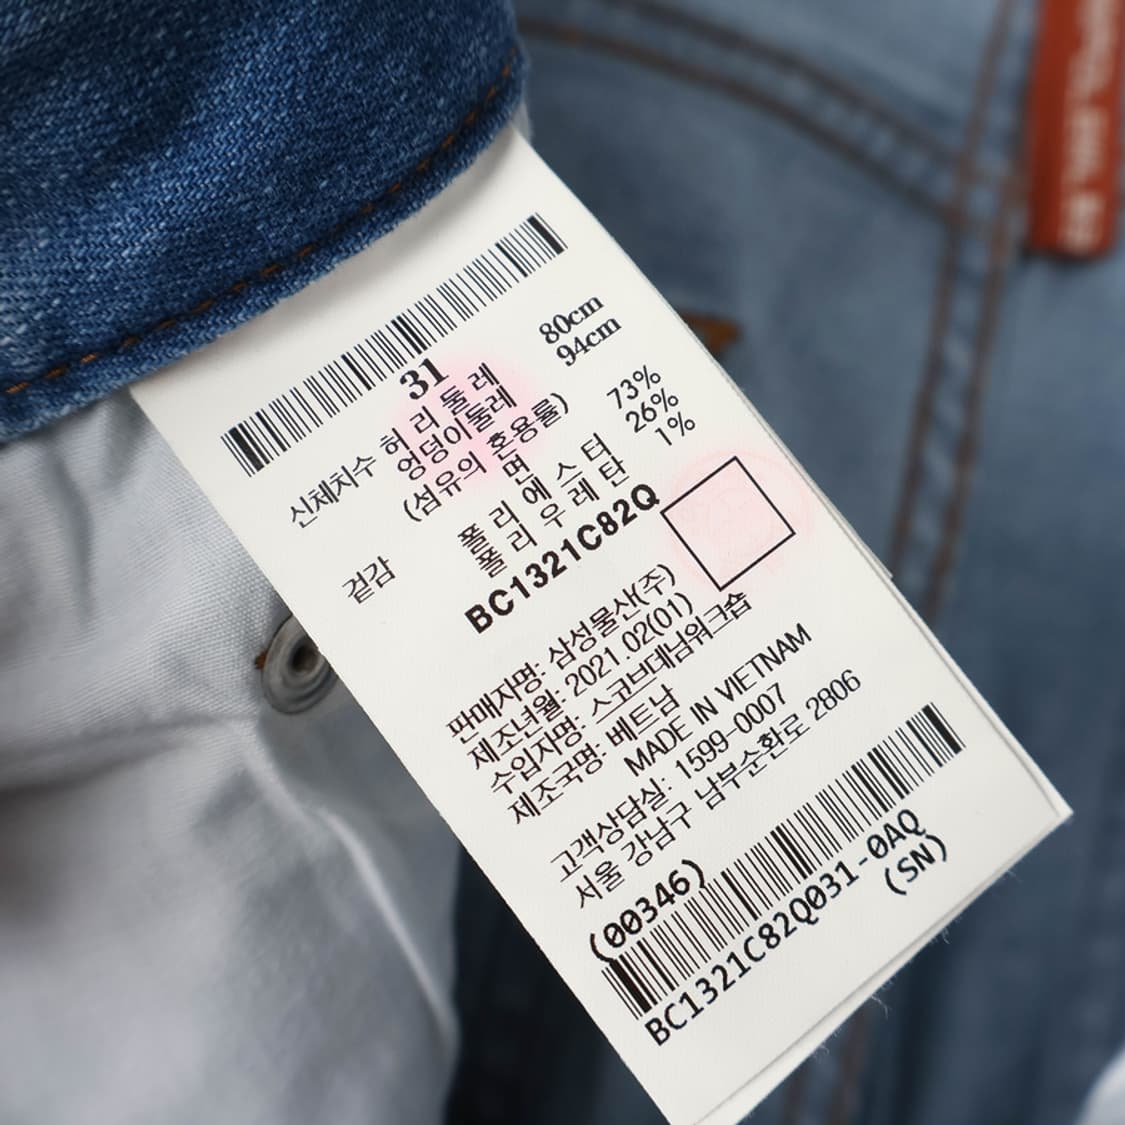 31
신체치수 허리둘레 80cm
엉덩이둘레 94cm
(섬유의 혼용률)
겉감 면 73%
폴리에스터 26%
폴리우레탄 1%
BC1321C82Q
판매자명: 삼성물산(주)
제조년월: 2021.02(01)
수입자명: 스코브데님워크숍
제조국명: 베트남
MADE IN VIETNAM
고객상담실: 1599-0007
서울 강남구 남부순환로 2806
(00346)
BC1321C82Q031-0AQ
(SN)